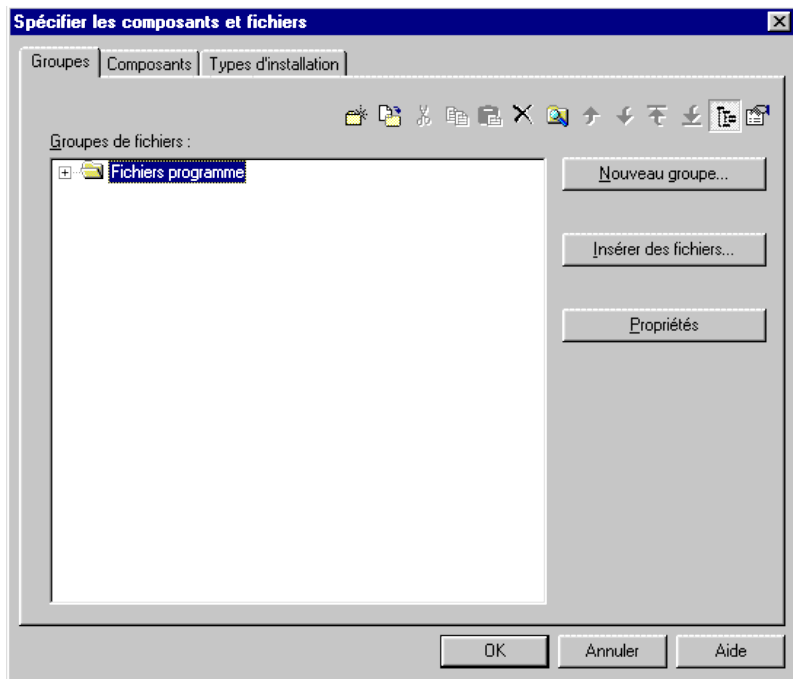 Spécifier les composants et fichiers
Groupes Composants Types d'installation
Groupes de fichiers :
Fichiers programme
Nouveau groupe...
Insérer des fichiers...
Propriétés
OK Annuler Aide